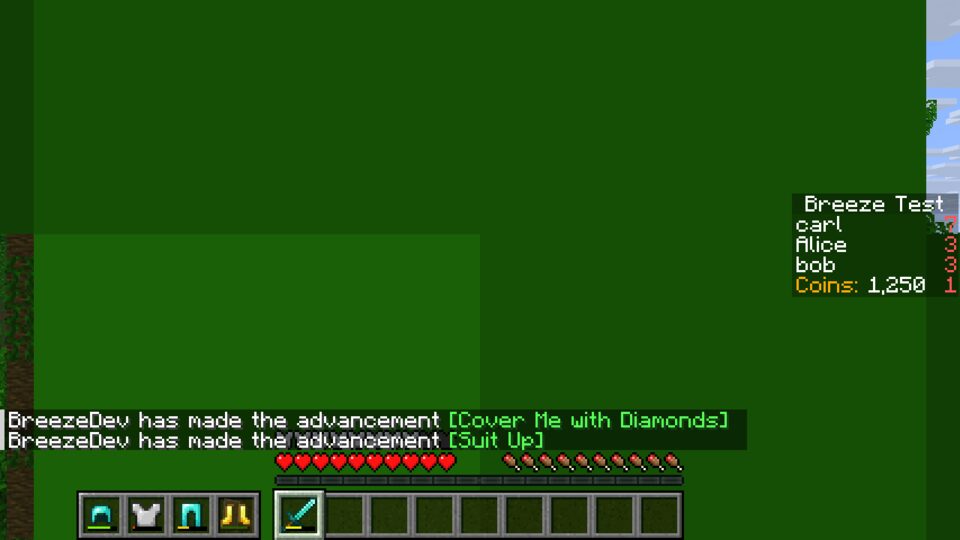 Breeze Test
carl 7
Alice 3
bob 3
Coins: 1,250 1
BreezeDev has made the advancement [Cover Me with Diamonds]
BreezeDev has made the advancement [Suit Up]